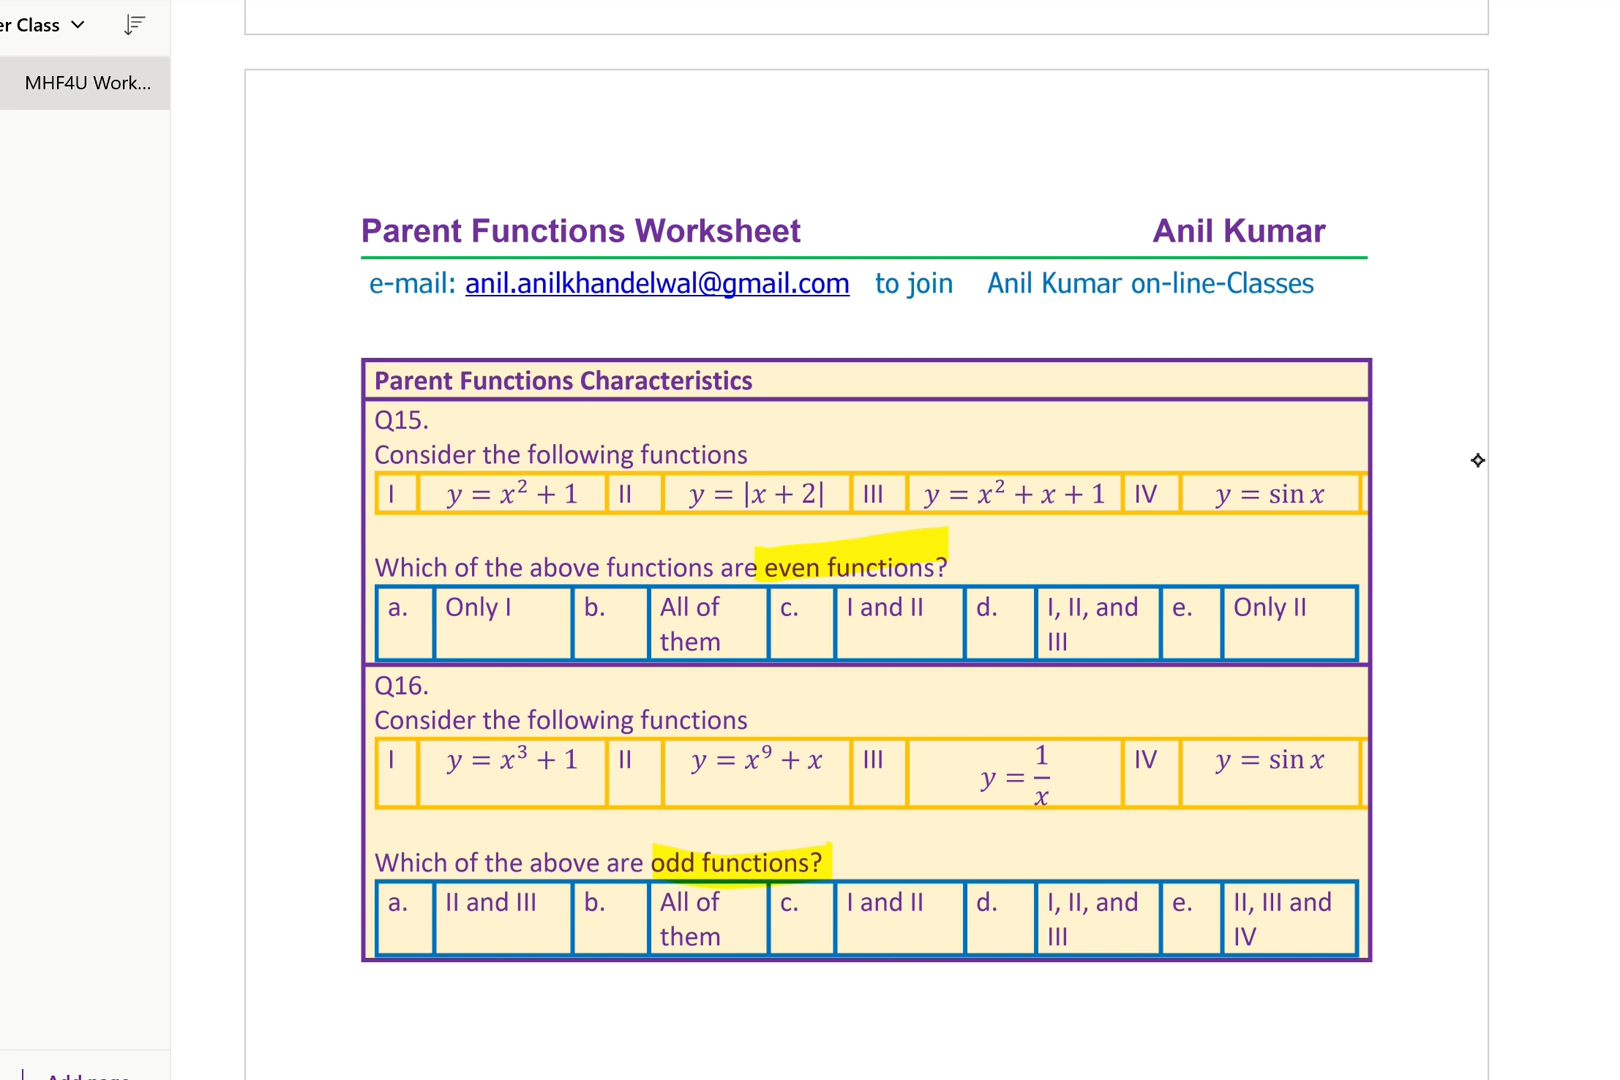 er Class
MHF4U Work...
Parent Functions Worksheet Anil Kumar
e-mail: anil.anilkhandelwal@gmail.com to join Anil Kumar on-line-Classes
Parent Functions Characteristics
Q15.
Consider the following functions
I y = x² + 1 II y = |x + 2| III y = x² + x + 1 IV y = sin x
Which of the above functions are even functions?
a. Only I b. All of them c. I and II d. I, II, and III e. Only II
Q16.
Consider the following functions
I y = x³ + 1 II y = x⁹ + x III y = 1/x IV y = sin x
Which of the above are odd functions?
a. II and III b. All of them c. I and II d. I, II, and III e. II, III and IV